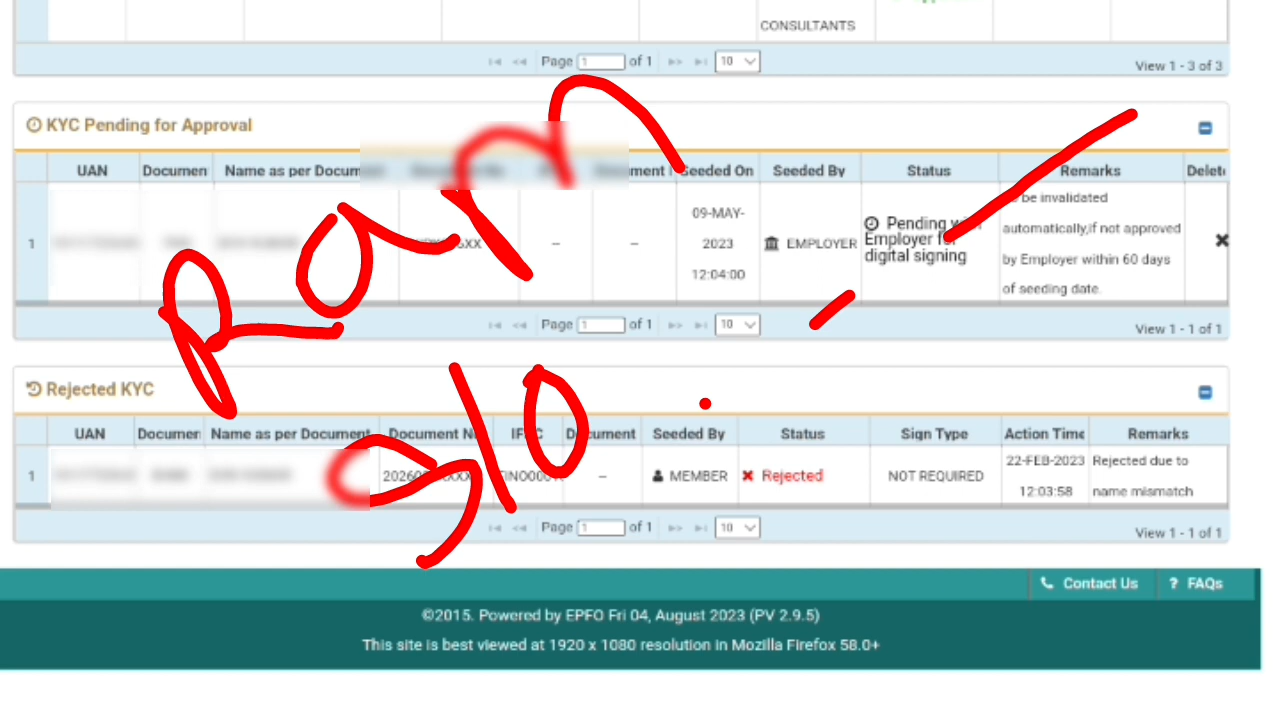 CONSULTANTS
Page 1 of 1 10 View 1 - 3 of 3
KYC Pending for Approval
UAN Documen Name as per Docum ment Seeded On Seeded By Status Remarks Delete
1 – – 09-MAY-2023 12:04:00 EMPLOYER Pending with Employer for digital signing be invalidated automatically,if not approved by Employer within 60 days of seeding date.
Page 1 of 1 10 View 1 - 1 of 1
Ram
S/o
Rejected KYC
UAN Documen Name as per Document Document No Document Seeded By Status Sign Type Action Time Remarks
1 – MEMBER Rejected NOT REQUIRED 22-FEB-2023 12:03:58 Rejected due to name mismatch
Page 1 of 1 10 View 1 - 1 of 1
Contact Us ? FAQs
©2015. Powered by EPFO Fri 04, August 2023 (PV 2.9.5)
This site is best viewed at 1920 x 1080 resolution in Mozilla Firefox 58.0+